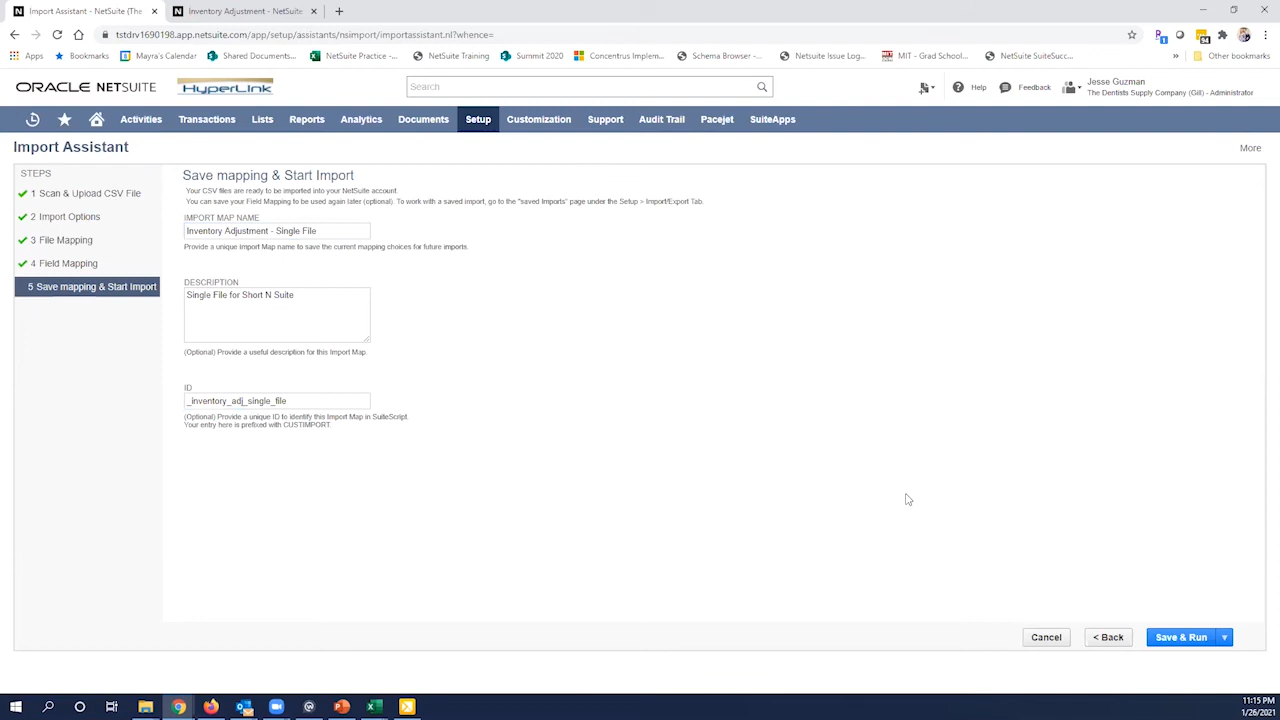 Import Assistant - NetSuite (The
Inventory Adjustment - NetSuite
tstdrv1690198.app.netsuite.com/app/setup/assistants/nsimport/importassistant.nl?whence=
Apps
Bookmarks
Mayra's Calendar
Shared Documents...
NetSuite Practice -...
NetSuite Training
Summit 2020
Concentrus Implem...
Schema Browser -...
Netsuite Issue Log...
MIT - Grad School...
NetSuite SuiteSucc...
»
Other bookmarks
ORACLE NETSUITE
HyperLink
Search
Help
Feedback
Jesse Guzman
The Dentists Supply Company (Gill) - Administrator
Activities
Transactions
Lists
Reports
Analytics
Documents
Setup
Customization
Support
Audit Trail
Pacejet
SuiteApps
Import Assistant
More
STEPS
1 Scan & Upload CSV File
2 Import Options
3 File Mapping
4 Field Mapping
5 Save mapping & Start Import
Save mapping & Start Import
Your CSV files are ready to be imported into your NetSuite account.
You can save your Field Mapping to be used again later (optional). To work with a saved import, go to the "saved Imports" page under the Setup > Import/Export Tab.
IMPORT MAP NAME
Inventory Adjustment - Single File
Provide a unique Import Map name to save the current mapping choices for future imports.
DESCRIPTION
Single File for Short N Suite
(Optional) Provide a useful description for this Import Map.
ID
_inventory_adj_single_file
(Optional) Provide a unique ID to identify this Import Map in SuiteScript.
Your entry here is prefixed with CUSTIMPORT.
Cancel
< Back
Save & Run
11:15 PM
1/26/2021